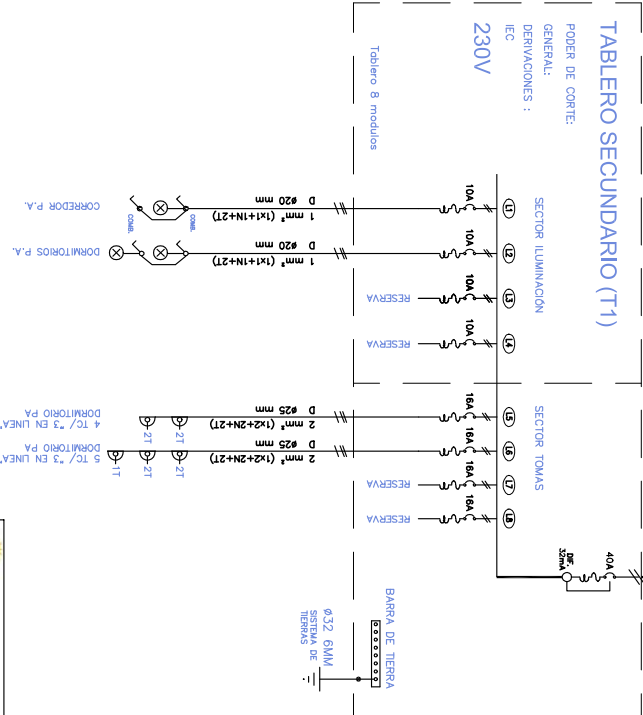 TABLERO SECUNDARIO (T1)
PODER DE CORTE:
GENERAL:
DERIVACIONES :
IEC
230V
Tablero 8 modulos
SECTOR ILUMINACIÓN
L1
10A
1 mm² (1x1+1N+2T)
D ø20 mm
COMB.
COMB.
CORREDOR P.A.
L2
10A
1 mm² (1x1+1N+2T)
D ø20 mm
DORMITORIOS P.A.
L3
10A
RESERVA
L4
10A
RESERVA
SECTOR TOMAS
L5
16A
2 mm² (1x2+2N+2T)
D ø25 mm
2T
2T
4 TC/ "3 EN LINEA"
DORMITORIO PA
L6
16A
2 mm² (1x2+2N+2T)
D ø25 mm
2T
2T
1T
5 TC/ "3 EN LINEA"
DORMITORIO PA
L7
16A
RESERVA
L8
16A
RESERVA
40A
DIF.
32mA
BARRA DE TIERRA
Ø32 6MM
SISTEMA DE
TIERRAS